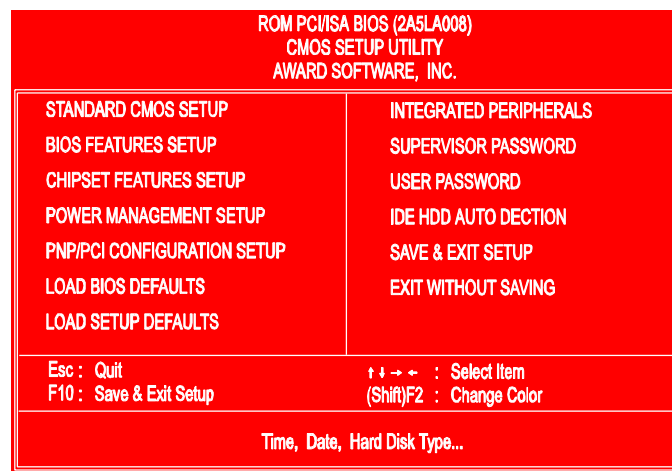 ROM PCI/ISA BIOS (2A5LA008)
CMOS SETUP UTILITY
AWARD SOFTWARE, INC.
STANDARD CMOS SETUP
BIOS FEATURES SETUP
CHIPSET FEATURES SETUP
POWER MANAGEMENT SETUP
PNP/PCI CONFIGURATION SETUP
LOAD BIOS DEFAULTS
LOAD SETUP DEFAULTS
INTEGRATED PERIPHERALS
SUPERVISOR PASSWORD
USER PASSWORD
IDE HDD AUTO DECTION
SAVE & EXIT SETUP
EXIT WITHOUT SAVING
Esc : Quit
F10 : Save & Exit Setup
↑ ↓ → ← : Select Item
(Shift)F2 : Change Color
Time, Date, Hard Disk Type...